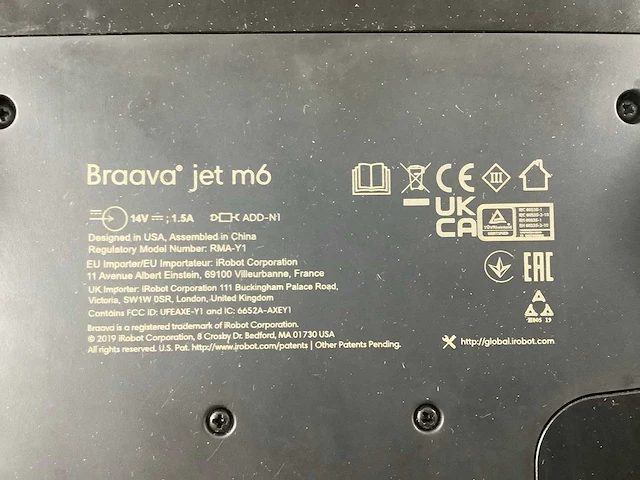 Braava® jet m6
14V ⎓ ; 1.5A ADD-N1
Designed in USA, Assembled in China
Regulatory Model Number: RMA-Y1
EU Importer/EU Importateur: iRobot Corporation
11 Avenue Albert Einstein, 69100 Villeurbanne, France
UK Importer: iRobot Corporation 111 Buckingham Palace Road,
Victoria, SW1W 0SR, London, United Kingdom
Contains FCC ID: UFEAXE-Y1 and IC: 6652A-AXEY1
Braava is a registered trademark of iRobot Corporation.
© 2019 iRobot Corporation, 8 Crosby Dr. Bedford, MA 01730 USA
All rights reserved. U.S. Pat. http://www.irobot.com/patents | Other Patents Pending.
CE
III
UK
CA
EAC
http://global.irobot.com